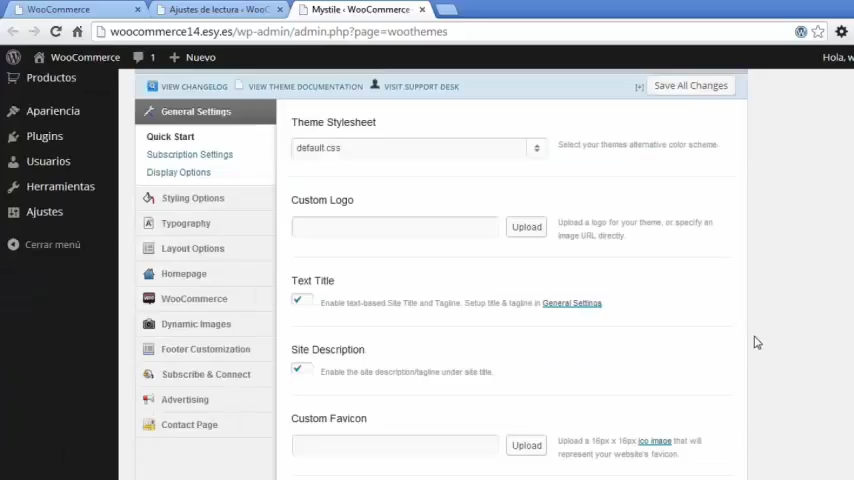 WooCommerce
Ajustes de lectura ‹ WooC
Mystile ‹ WooCommerce
woocommerce14.esy.es/wp-admin/admin.php?page=woothemes
WooCommerce 1 + Nuevo
Hola, w
Productos
Apariencia
Plugins
Usuarios
Herramientas
Ajustes
Cerrar menú
VIEW CHANGELOG VIEW THEME DOCUMENTATION VISIT SUPPORT DESK
[+] Save All Changes
General Settings
Quick Start
Subscription Settings
Display Options
Styling Options
Typography
Layout Options
Homepage
WooCommerce
Dynamic Images
Footer Customization
Subscribe & Connect
Advertising
Contact Page
Theme Stylesheet
default.css
Select your themes alternative color scheme.
Custom Logo
Upload
Upload a logo for your theme, or specify an
image URL directly.
Text Title
Enable text-based Site Title and Tagline. Setup title & tagline in General Settings.
Site Description
Enable the site description/tagline under site title.
Custom Favicon
Upload
Upload a 16px x 16px ico image that will
represent your website's favicon.